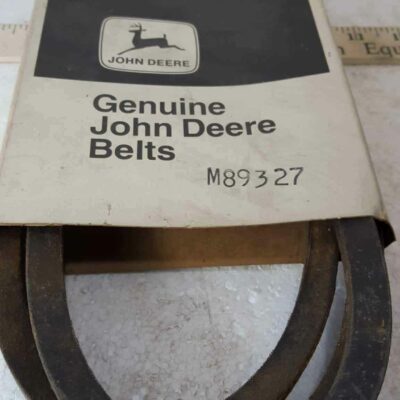 JOHN DEERE
Genuine
John Deere
Belts
M89327